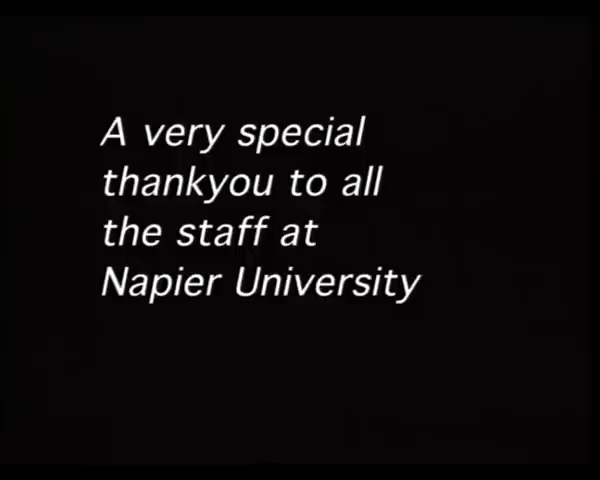 A very special
thankyou to all
the staff at
Napier University